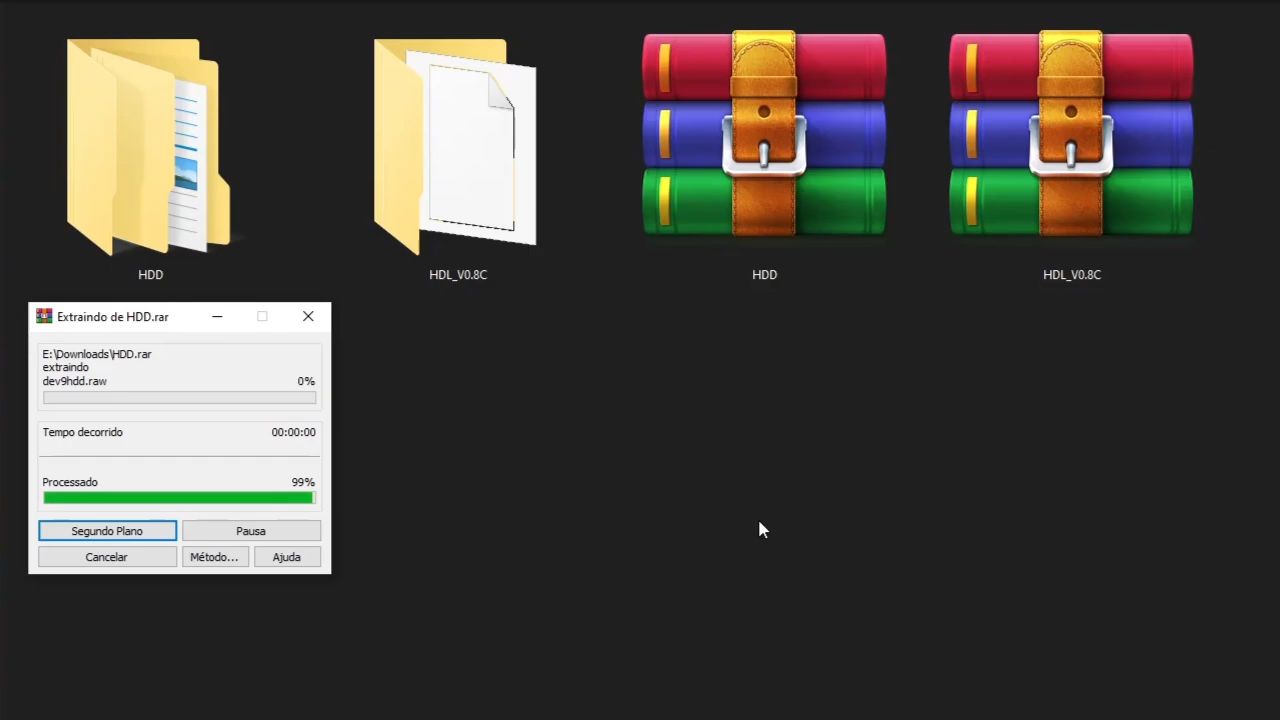 HDD
HDL_V0.8C
HDD
HDL_V0.8C
Extraindo de HDD.rar
E:\Downloads\HDD.rar
extraindo
dev9hdd.raw 0%
Tempo decorrido 00:00:00
Processado 99%
Segundo Plano Pausa
Cancelar Método... Ajuda